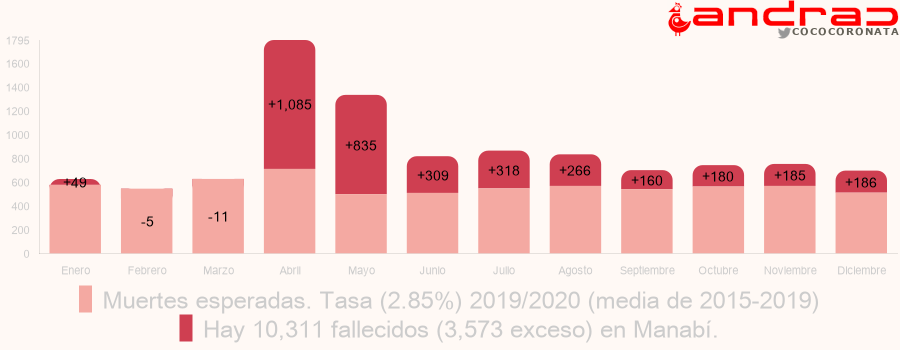 andrac
COCOCORONATA
1795
1600
1400
1200
1000
800
600
400
200
0
+49
-5
-11
+1,085
+835
+309
+318
+266
+160
+180
+185
+186
Enero
Febrero
Marzo
Abril
Mayo
Junio
Julio
Agosto
Septiembre
Octubre
Noviembre
Diciembre
Muertes esperadas. Tasa (2.85%) 2019/2020 (media de 2015-2019)
Hay 10,311 fallecidos (3,573 exceso) en Manabí.